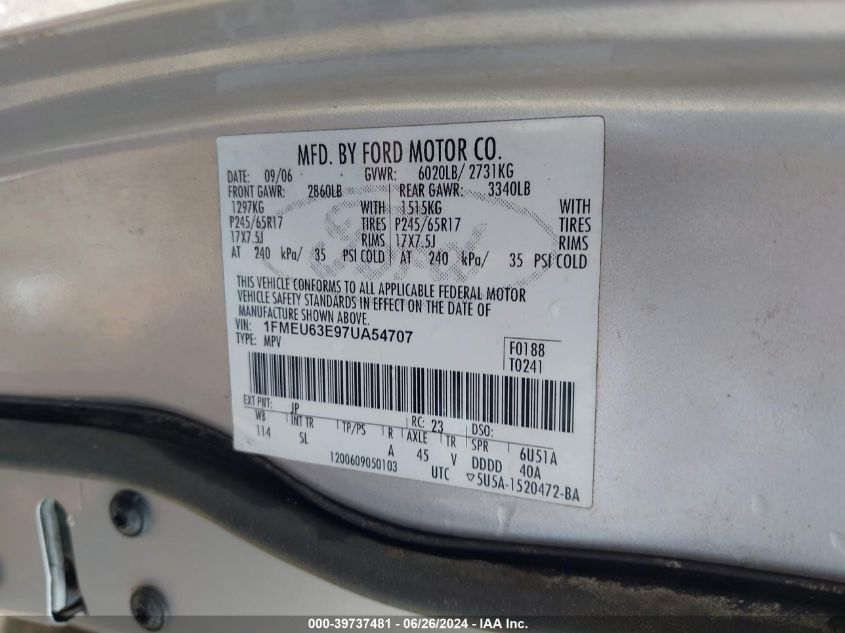 MFD. BY FORD MOTOR CO.
DATE: 09/06 GVWR: 6020LB/ 2731KG
FRONT GAWR: 2860LB REAR GAWR: 3340LB
1297KG WITH 1515KG WITH
P245/65R17 TIRES P245/65R17 TIRES
17X7.5J RIMS 17X7.5J RIMS
AT 240 kPa/ 35 PSI COLD AT 240 kPa/ 35 PSI COLD
Ford
THIS VEHICLE CONFORMS TO ALL APPLICABLE FEDERAL MOTOR
VEHICLE SAFETY STANDARDS IN EFFECT ON THE DATE OF
MANUFACTURE SHOWN ABOVE.
VIN: 1FMEU63E97UA54707
TYPE: MPV
F0188
T0241
EXT PNT: JP RC: 23 DSO:
WB INT TR TP/PS R AXLE TR SPR 6U51A
114 SL A 45 V DDDD 40A
1200609050103 UTC ▽5U5A-1520472-BA
000-39737481 - 06/26/2024 - IAA Inc.